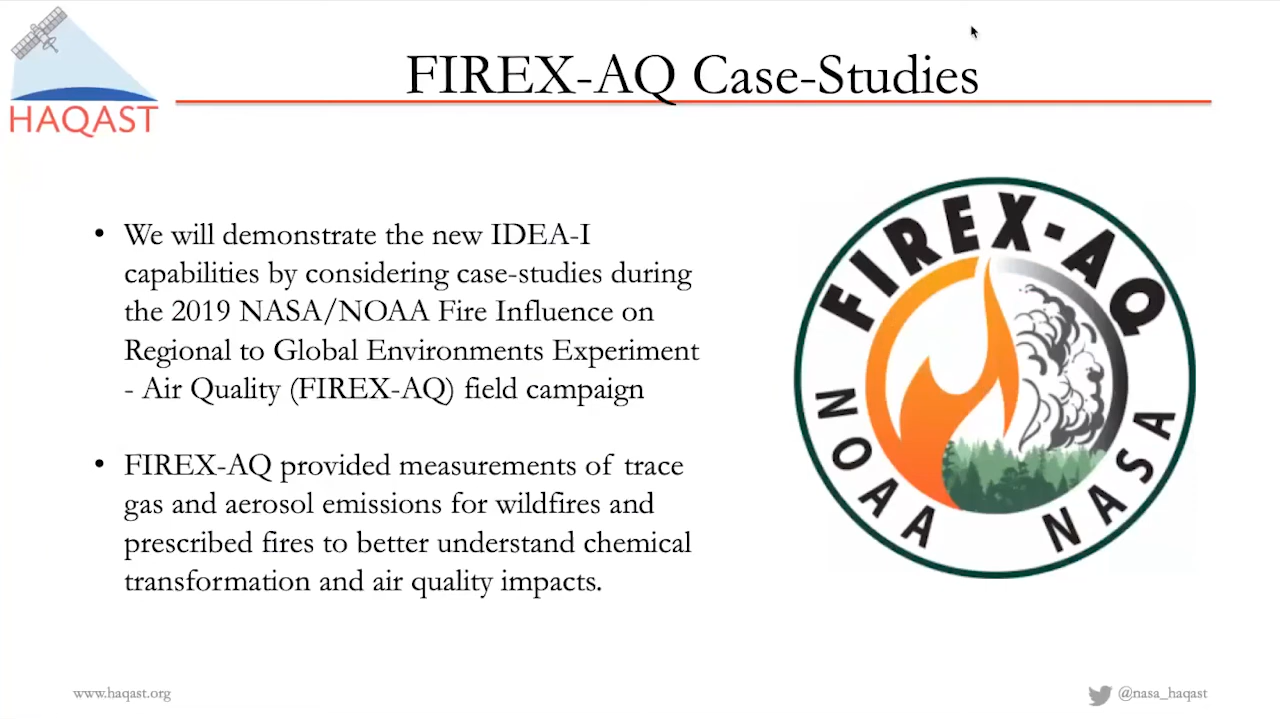 HAQAST
FIREX-AQ Case-Studies
• We will demonstrate the new IDEA-I
capabilities by considering case-studies during
the 2019 NASA/NOAA Fire Influence on
Regional to Global Environments Experiment
- Air Quality (FIREX-AQ) field campaign
• FIREX-AQ provided measurements of trace
gas and aerosol emissions for wildfires and
prescribed fires to better understand chemical
transformation and air quality impacts.
FIREX-AQ
NOAA NASA
www.haqast.org
@nasa_haqast